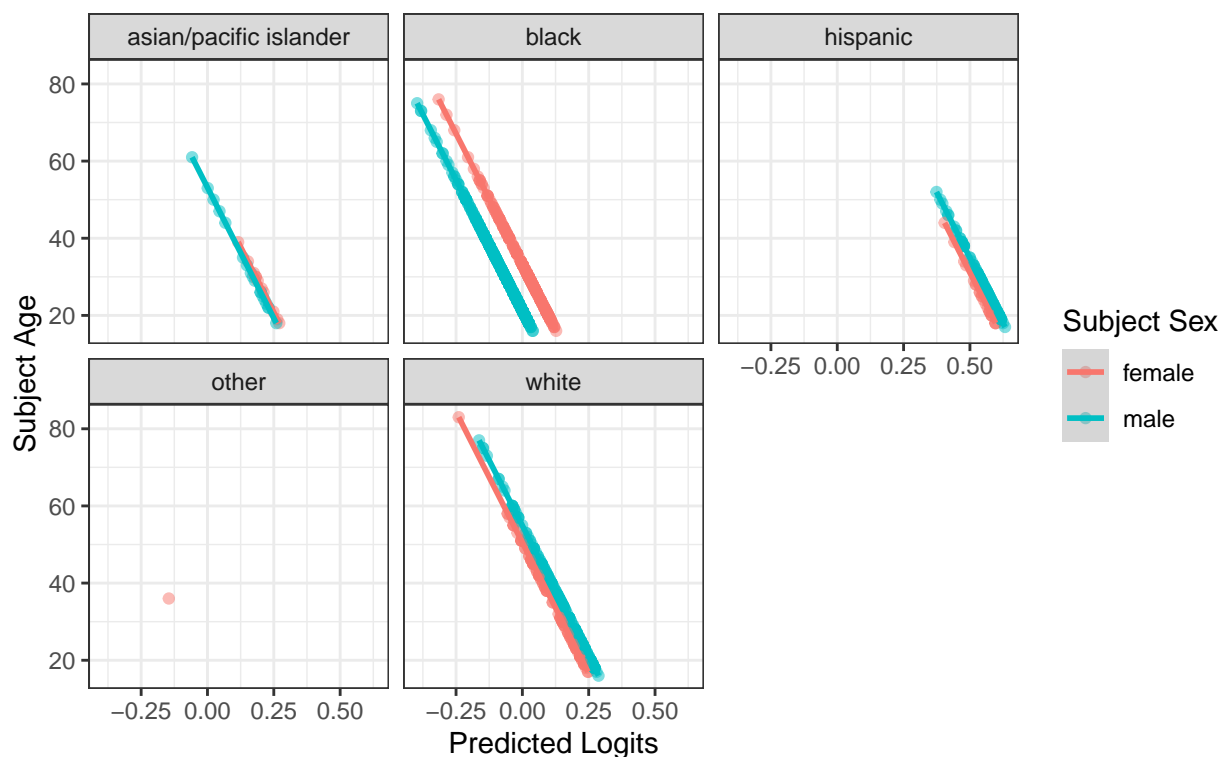 asian/pacific islander
black
hispanic
80
60
40
20
−0.25 0.00 0.25 0.50
other
white
80
60
40
20
−0.25 0.00 0.25 0.50
−0.25 0.00 0.25 0.50
Subject Age
Predicted Logits
Subject Sex
female
male